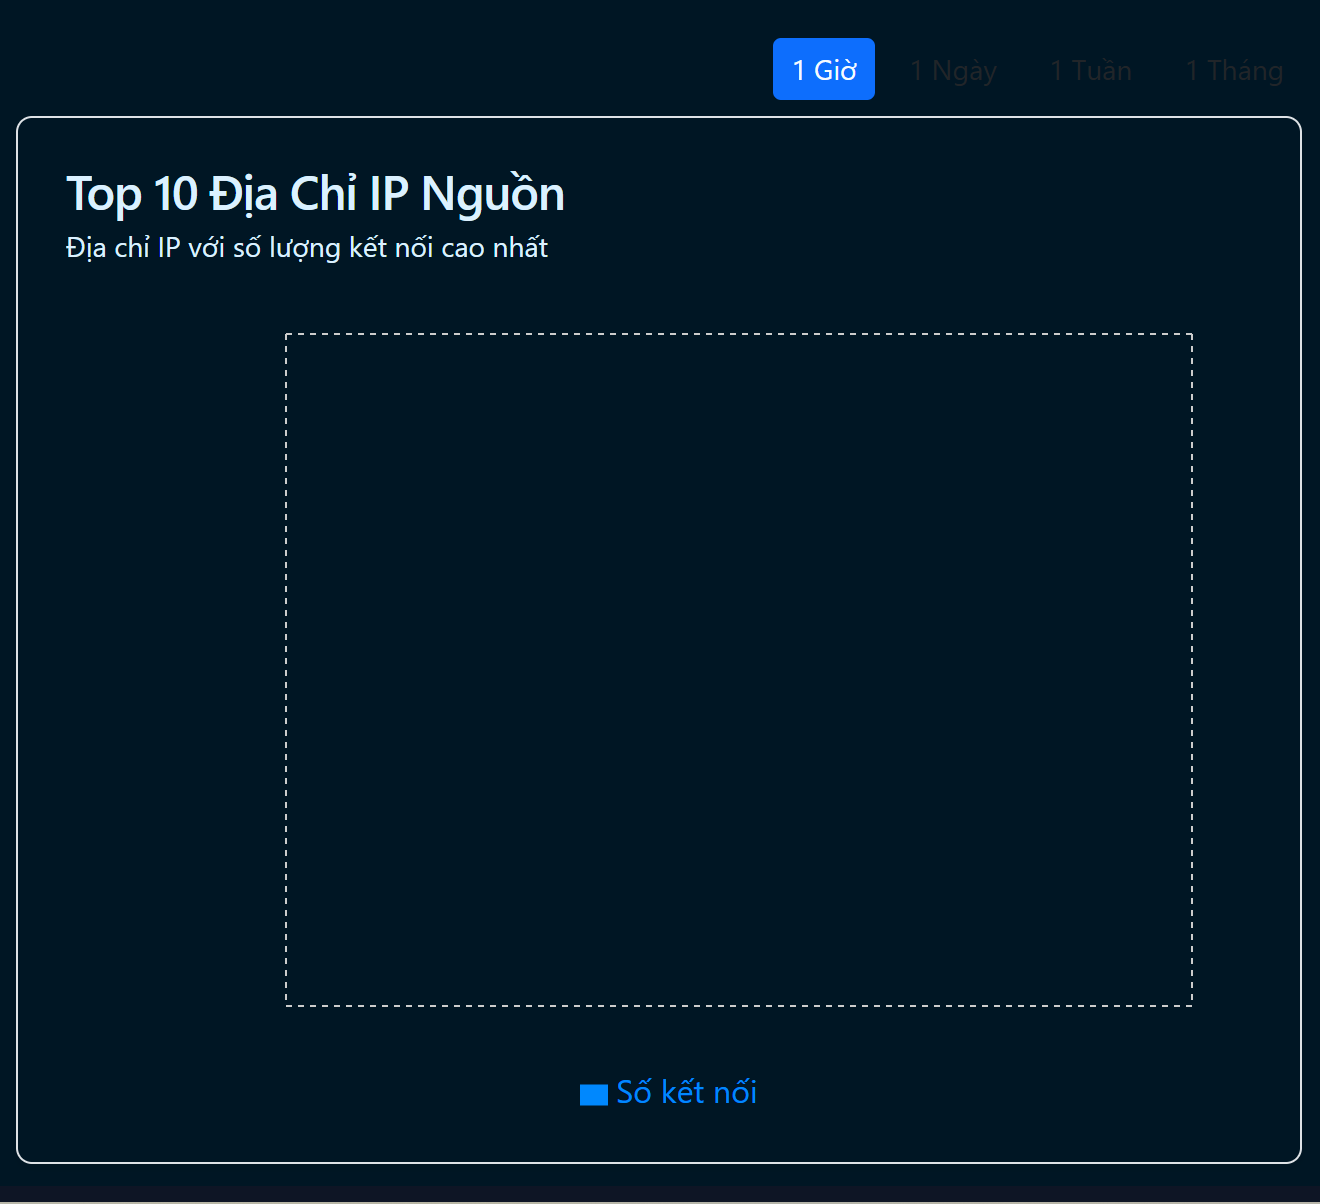 1 Giờ 1 Ngày 1 Tuần 1 Tháng
Top 10 Địa Chỉ IP Nguồn
Địa chỉ IP với số lượng kết nối cao nhất
Số kết nối